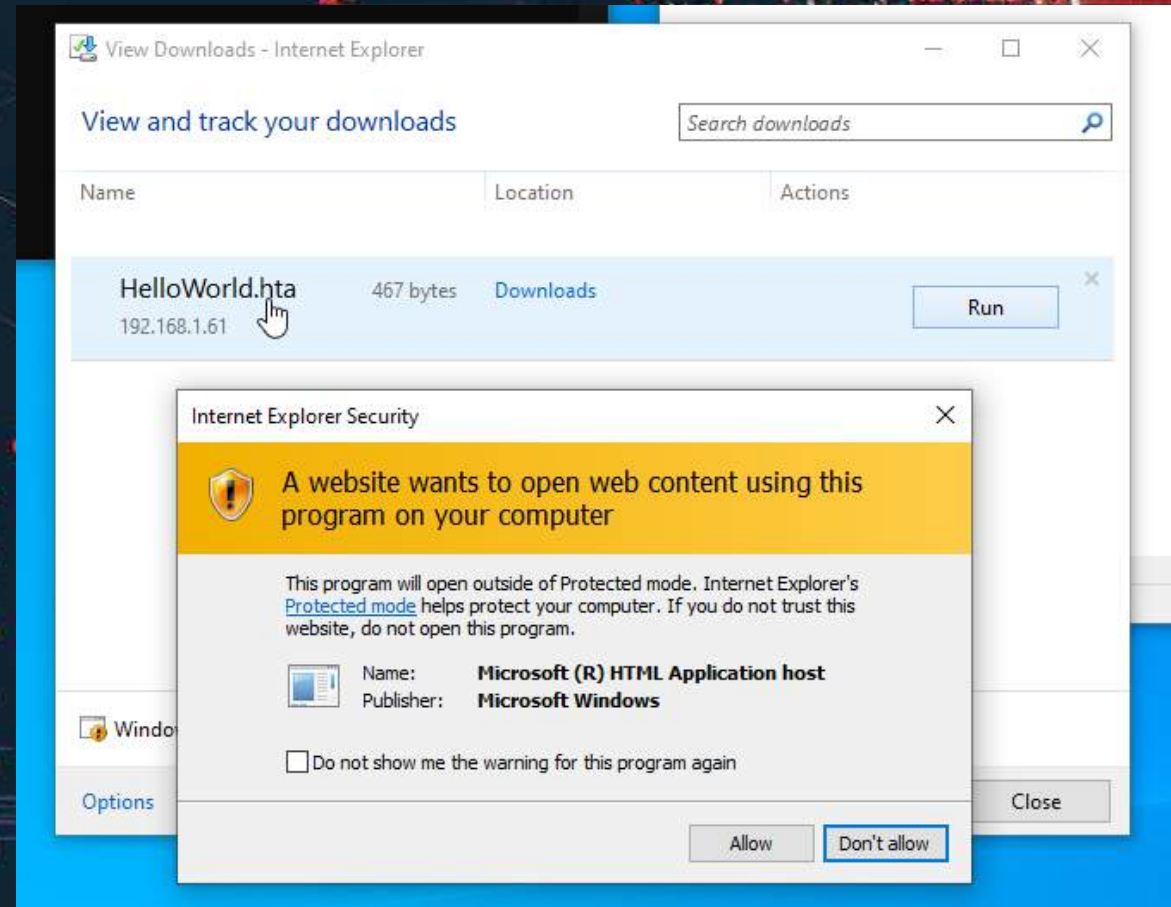 View Downloads - Internet Explorer
View and track your downloads
Search downloads
Name Location Actions
HelloWorld.hta 467 bytes Downloads Run
192.168.1.61
Internet Explorer Security
A website wants to open web content using this
program on your computer
This program will open outside of Protected mode. Internet Explorer's
Protected mode helps protect your computer. If you do not trust this
website, do not open this program.
Name: Microsoft (R) HTML Application host
Publisher: Microsoft Windows
Do not show me the warning for this program again
Options Close
Allow Don't allow